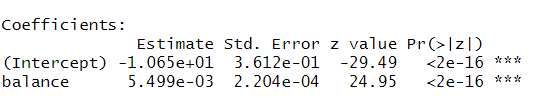 Coefficients:
Estimate Std. Error z value Pr(>|z|)
(Intercept) -1.065e+01 3.612e-01 -29.49 <2e-16 ***
balance 5.499e-03 2.204e-04 24.95 <2e-16 ***